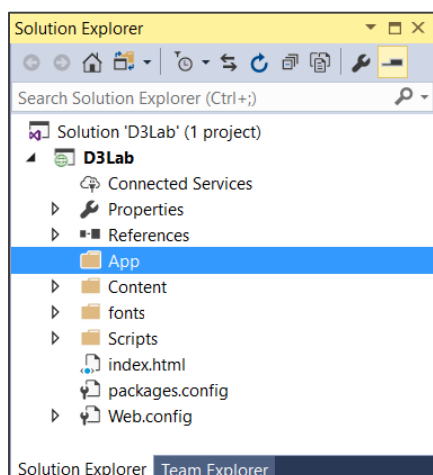 Solution Explorer
Search Solution Explorer (Ctrl+;)
Solution 'D3Lab' (1 project)
D3Lab
Connected Services
Properties
References
App
Content
fonts
Scripts
index.html
packages.config
Web.config
Solution Explorer Team Explorer